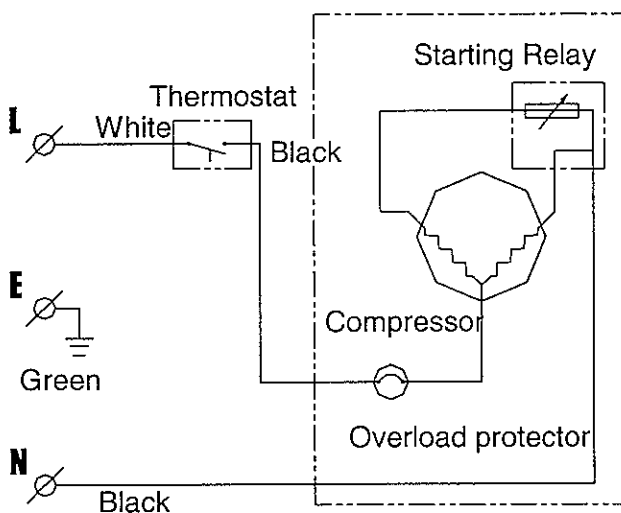 Starting Relay
L
White
Thermostat
Black
E
Green
Compressor
Overload protector
N
Black